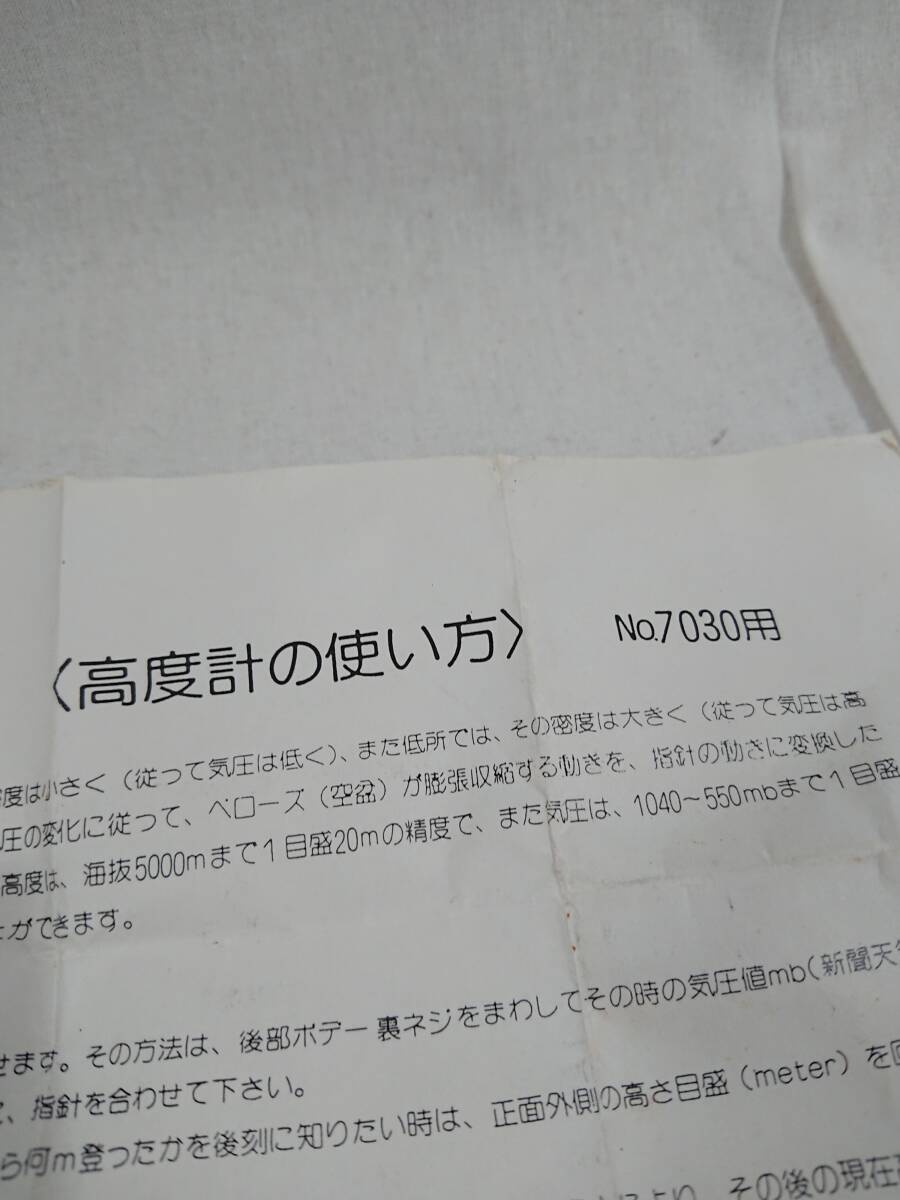 〈高度計の使い方〉 No.7030用
密度は小さく（従って気圧は低く）、また低所では、その密度は大きく（従って気圧は高
圧の変化に従って、ベローズ（空盆）が膨張収縮する動きを、指針の動きに変換した
高度は、海抜5000mまで1目盛20mの精度で、また気圧は、1040～550mbまで1目盛
とができます。
せます。その方法は、後部ボデー裏ネジをまわしてその時の気圧値mb（新聞天気
、指針を合わせて下さい。
ら何m登ったかを後刻に知りたい時は、正面外側の高さ目盛（meter）を回
より、その後の現在高